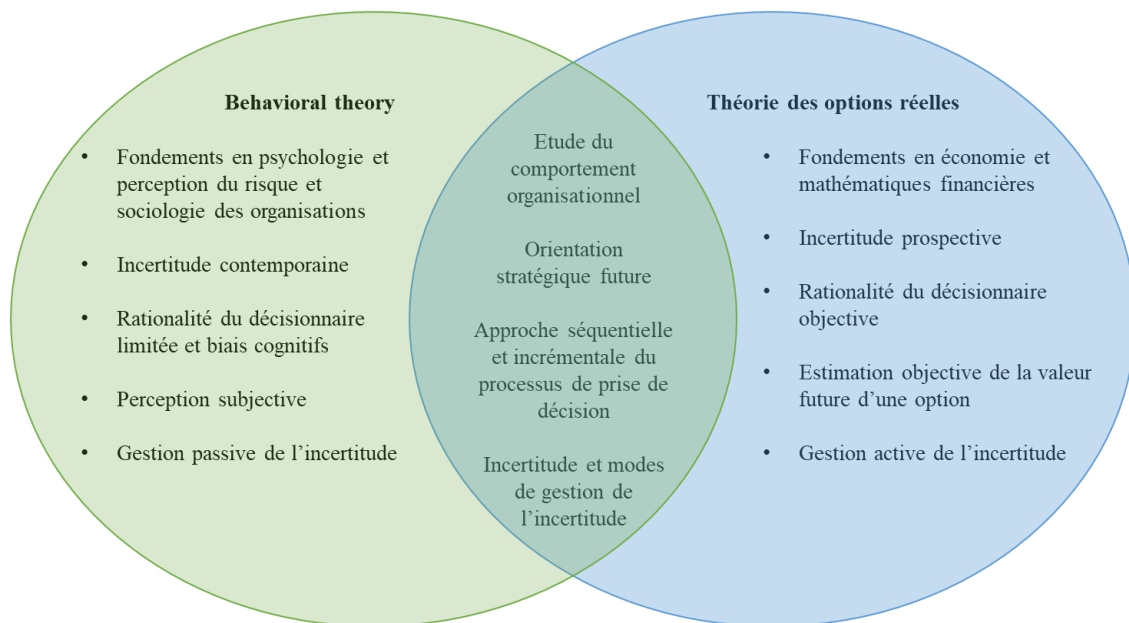 Behavioral theory
• Fondements en psychologie et
perception du risque et
sociologie des organisations
• Incertitude contemporaine
• Rationalité du décisionnaire
limitée et biais cognitifs
• Perception subjective
• Gestion passive de l’incertitude
Etude du
comportement
organisationnel
Orientation
stratégique future
Approche séquentielle
et incrémentale du
processus de prise de
décision
Incertitude et modes
de gestion de
l’incertitude
Théorie des options réelles
• Fondements en économie et
mathématiques financières
• Incertitude prospective
• Rationalité du décisionnaire
objective
• Estimation objective de la valeur
future d’une option
• Gestion active de l’incertitude